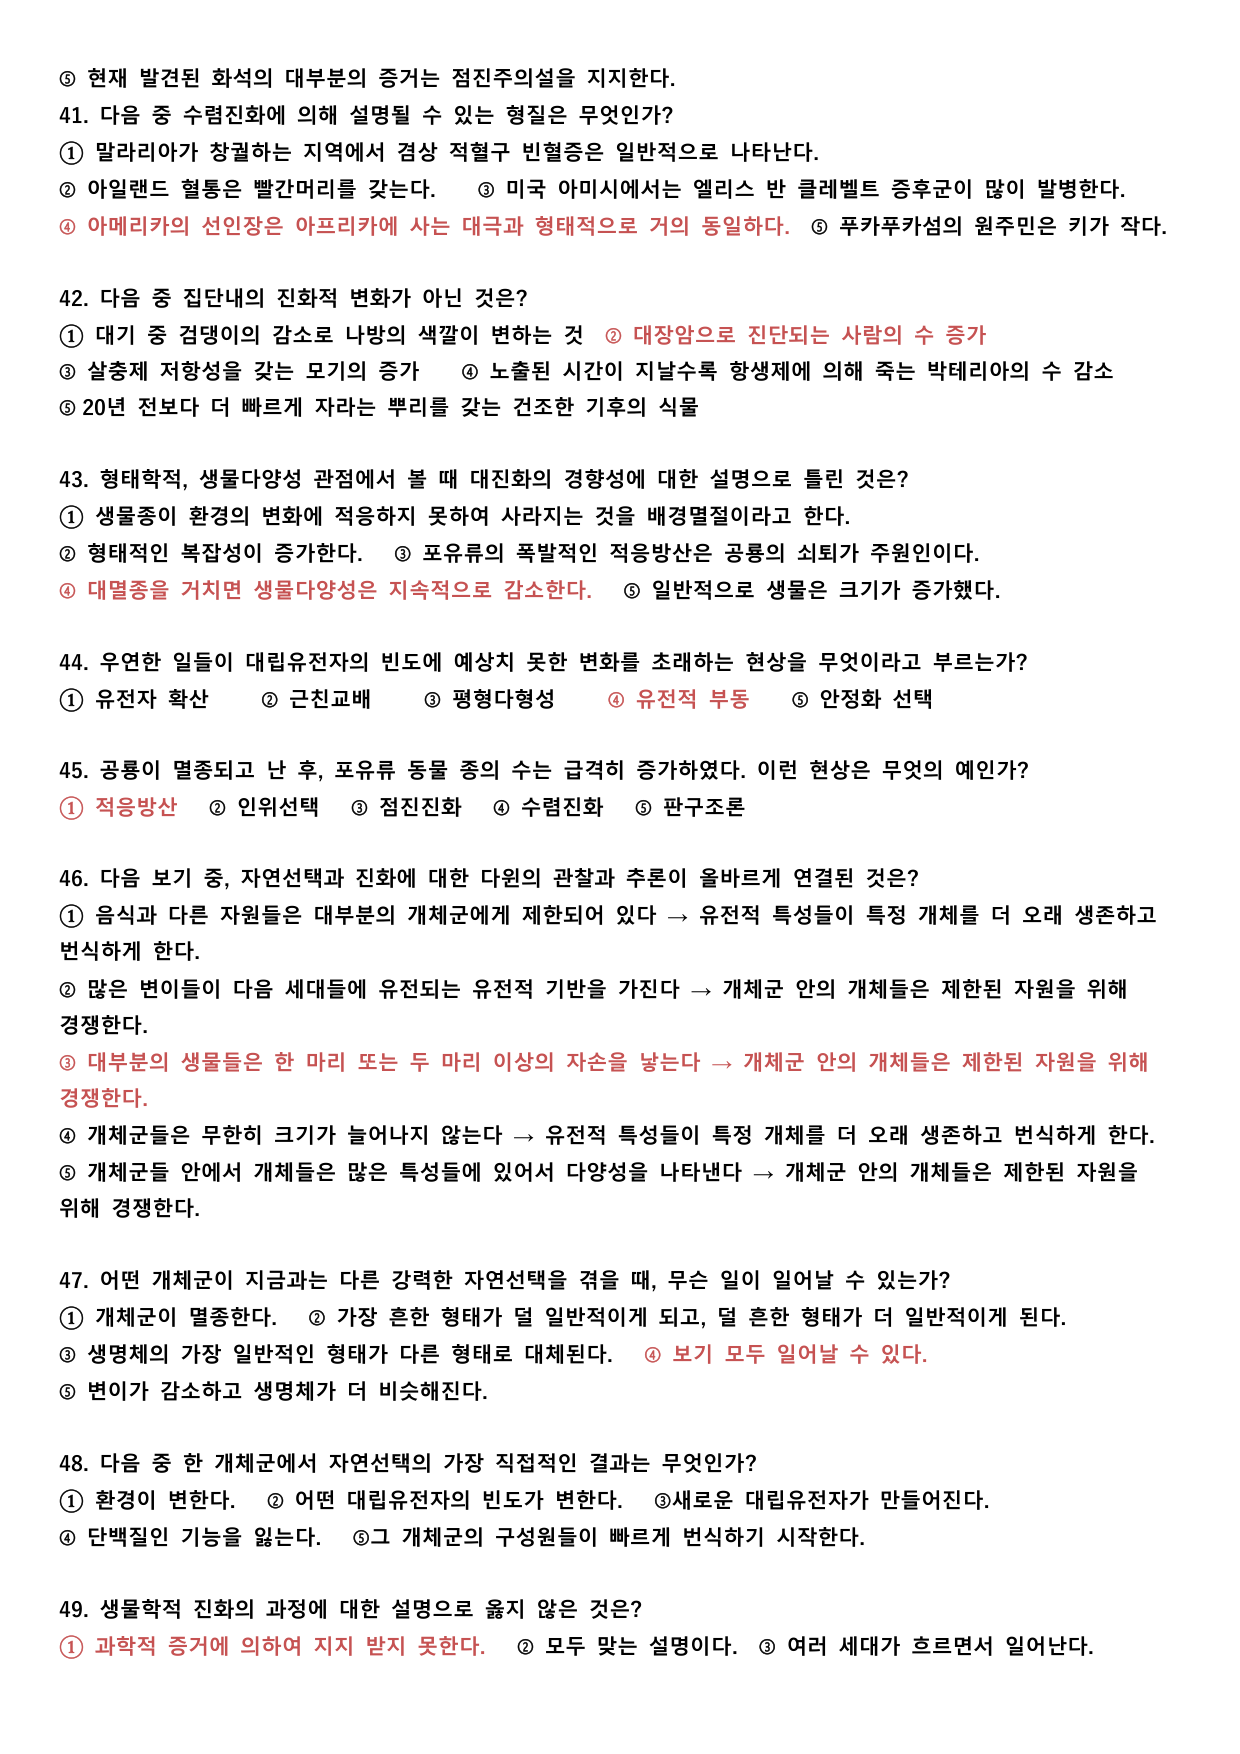 ⑤ 현재 발견된 화석의 대부분의 증거는 점진주의설을 지지한다.
41. 다음 중 수렴진화에 의해 설명될 수 있는 형질은 무엇인가?
① 말라리아가 창궐하는 지역에서 겸상 적혈구 빈혈증은 일반적으로 나타난다.
② 아일랜드 혈통은 빨간머리를 갖는다. ③ 미국 아미시에서는 엘리스 반 클레벨트 증후군이 많이 발병한다.
④ 아메리카의 선인장은 아프리카에 사는 대극과 형태적으로 거의 동일하다. ⑤ 푸카푸카섬의 원주민은 키가 작다.
42. 다음 중 집단내의 진화적 변화가 아닌 것은?
① 대기 중 검댕이의 감소로 나방의 색깔이 변하는 것 ② 대장암으로 진단되는 사람의 수 증가
③ 살충제 저항성을 갖는 모기의 증가 ④ 노출된 시간이 지날수록 항생제에 의해 죽는 박테리아의 수 감소
⑤ 20년 전보다 더 빠르게 자라는 뿌리를 갖는 건조한 기후의 식물
43. 형태학적, 생물다양성 관점에서 볼 때 대진화의 경향성에 대한 설명으로 틀린 것은?
① 생물종이 환경의 변화에 적응하지 못하여 사라지는 것을 배경멸절이라고 한다.
② 형태적인 복잡성이 증가한다. ③ 포유류의 폭발적인 적응방산은 공룡의 쇠퇴가 주원인이다.
④ 대멸종을 거치면 생물다양성은 지속적으로 감소한다. ⑤ 일반적으로 생물은 크기가 증가했다.
44. 우연한 일들이 대립유전자의 빈도에 예상치 못한 변화를 초래하는 현상을 무엇이라고 부르는가?
① 유전자 확산 ② 근친교배 ③ 평형다형성 ④ 유전적 부동 ⑤ 안정화 선택
45. 공룡이 멸종되고 난 후, 포유류 동물 종의 수는 급격히 증가하였다. 이런 현상은 무엇의 예인가?
① 적응방산 ② 인위선택 ③ 점진진화 ④ 수렴진화 ⑤ 판구조론
46. 다음 보기 중, 자연선택과 진화에 대한 다윈의 관찰과 추론이 올바르게 연결된 것은?
① 음식과 다른 자원들은 대부분의 개체군에게 제한되어 있다 → 유전적 특성들이 특정 개체를 더 오래 생존하고
번식하게 한다.
② 많은 변이들이 다음 세대들에 유전되는 유전적 기반을 가진다 → 개체군 안의 개체들은 제한된 자원을 위해
경쟁한다.
③ 대부분의 생물들은 한 마리 또는 두 마리 이상의 자손을 낳는다 → 개체군 안의 개체들은 제한된 자원을 위해
경쟁한다.
④ 개체군들은 무한히 크기가 늘어나지 않는다 → 유전적 특성들이 특정 개체를 더 오래 생존하고 번식하게 한다.
⑤ 개체군들 안에서 개체들은 많은 특성들에 있어서 다양성을 나타낸다 → 개체군 안의 개체들은 제한된 자원을
위해 경쟁한다.
47. 어떤 개체군이 지금과는 다른 강력한 자연선택을 겪을 때, 무슨 일이 일어날 수 있는가?
① 개체군이 멸종한다. ② 가장 흔한 형태가 덜 일반적이게 되고, 덜 흔한 형태가 더 일반적이게 된다.
③ 생명체의 가장 일반적인 형태가 다른 형태로 대체된다. ④ 보기 모두 일어날 수 있다.
⑤ 변이가 감소하고 생명체가 더 비슷해진다.
48. 다음 중 한 개체군에서 자연선택의 가장 직접적인 결과는 무엇인가?
① 환경이 변한다. ② 어떤 대립유전자의 빈도가 변한다. ③새로운 대립유전자가 만들어진다.
④ 단백질인 기능을 잃는다. ⑤그 개체군의 구성원들이 빠르게 번식하기 시작한다.
49. 생물학적 진화의 과정에 대한 설명으로 옳지 않은 것은?
① 과학적 증거에 의하여 지지 받지 못한다. ② 모두 맞는 설명이다. ③ 여러 세대가 흐르면서 일어난다.